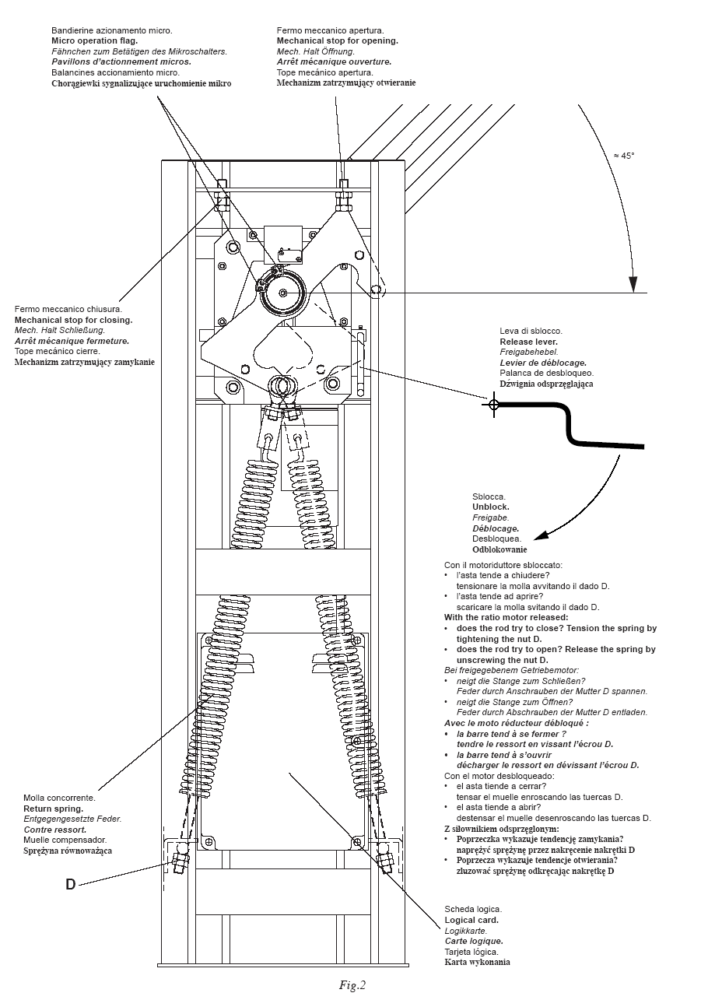 Bandierine azionamento micro.
Micro operation flag.
Fähnchen zum Betätigen des Mikroschalters.
Pavillons d'actionnement micros.
Balancines accionamiento micro.
Chorągiewki sygnalizujące uruchomienie mikro
Fermo meccanico apertura.
Mechanical stop for opening.
Mech. Halt Öffnung.
Arrêt mécanique ouverture.
Tope mecánico apertura.
Mechanizm zatrzymujący otwieranie
≈ 45°
Fermo meccanico chiusura.
Mechanical stop for closing.
Mech. Halt Schließung.
Arrêt mécanique fermeture.
Tope mecánico cierre.
Mechanizm zatrzymujący zamykanie
Leva di sblocco.
Release lever.
Freigabehebel.
Levier de déblocage.
Palanca de desbloqueo.
Dźwignia odsprzęglająca
Sblocca.
Unblock.
Freigabe.
Déblocage.
Desbloquea.
Odblokowanie
Con il motoriduttore sbloccato:
• l'asta tende a chiudere?
tensionare la molla avvitando il dado D.
• l'asta tende ad aprire?
scaricare la molla svitando il dado D.
With the ratio motor released:
• does the rod try to close? Tension the spring by
tightening the nut D.
• does the rod try to open? Release the spring by
unscrewing the nut D.
Bei freigegebenem Getriebemotor:
• neigt die Stange zum Schließen?
Feder durch Anschrauben der Mutter D spannen.
• neigt die Stange zum Öffnen?
Feder durch Abschrauben der Mutter D entladen.
Avec le moto réducteur débloqué :
• la barre tend à se fermer ?
tendre le ressort en vissant l'écrou D.
• la barre tend à s'ouvrir
décharger le ressort en dévissant l'écrou D.
Con el motor desbloqueado:
• el asta tiende a cerrar?
tensar el muelle enroscando las tuercas D.
• el asta tiende a abrir?
destensar el muelle desenroscando las tuercas D.
Z siłownikiem odsprzęglonym:
• Poprzeczka wykazuje tendencję zamykania?
naprężyć sprężynę przez nakręcenie nakrętki D
• Poprzecza wykazuje tendencje otwierania?
zluzować sprężynę odkręcając nakrętkę D
Molla concorrente.
Return spring.
Entgegengesetzte Feder.
Contre ressort.
Muelle compensador.
Sprężyna równoważąca
D
Scheda logica.
Logical card.
Logikkarte.
Carte logique.
Tarjeta lógica.
Karta wykonania
Fig.2